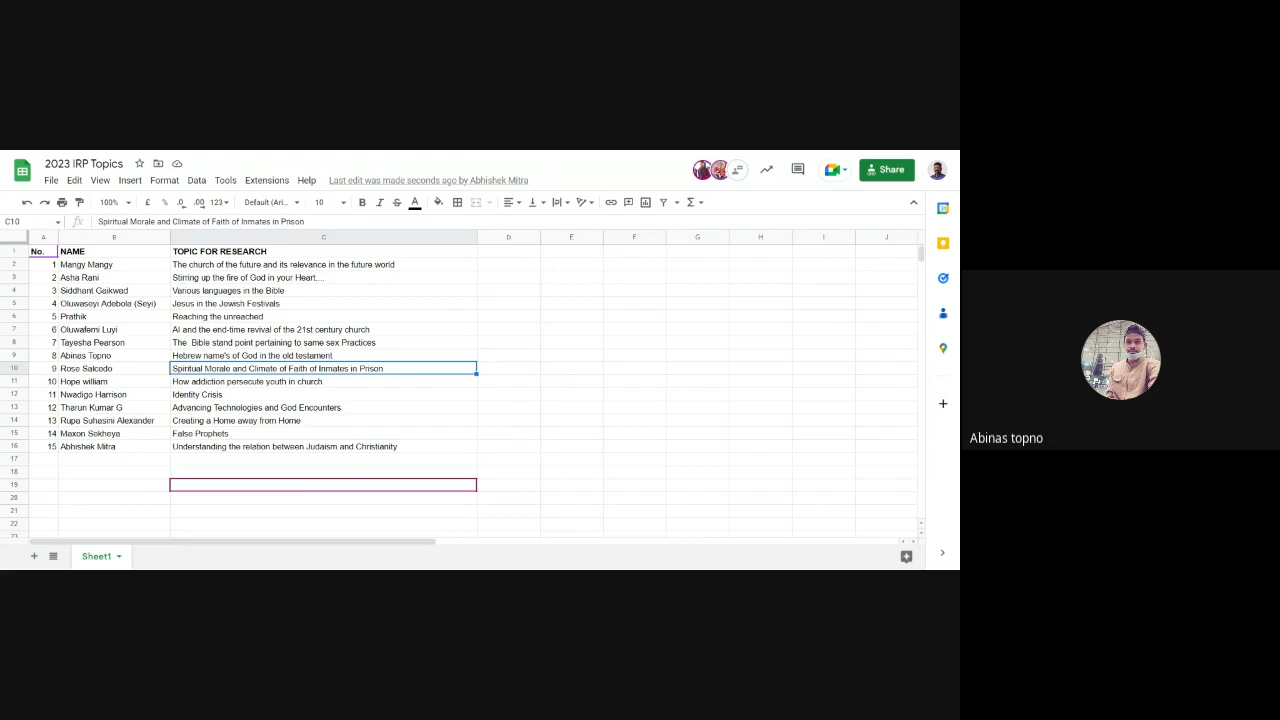 2023 IRP Topics
File Edit View Insert Format Data Tools Extensions Help Last edit was made seconds ago by Abhishek Mitra
Share
100% £ % .0 .00 123 Default (Ari... 10 B I S A Σ
C10 fx Spiritual Morale and Climate of Faith of Inmates in Prison
A B C D E F G H I J
1 No. NAME TOPIC FOR RESEARCH
2 1 Mangy Mangy The church of the future and its relevance in the future world
3 2 Asha Rani Stirring up the fire of God in your Heart....
4 3 Siddhant Gaikwad Various languages in the Bible
5 4 Oluwaseyi Adebola (Seyi) Jesus in the Jewish Festivals
6 5 Prathik Reaching the unreached
7 6 Oluwafemi Luyi AI and the end-time revival of the 21st century church
8 7 Tayesha Pearson The Bible stand point pertaining to same sex Practices
9 8 Abinas Topno Hebrew name's of God in the old testament
10 9 Rose Salcedo Spiritual Morale and Climate of Faith of Inmates in Prison
11 10 Hope william How addiction persecute youth in church
12 11 Nwadigo Harrison Identity Crisis
13 12 Tharun Kumar G Advancing Technologies and God Encounters
14 13 Rupa Suhasini Alexander Creating a Home away from Home
15 14 Maxon Sekheya False Prophets
16 15 Abhishek Mitra Understanding the relation between Judaism and Christianity
17
18
19
20
21
22
23
Sheet1
Abinas topno